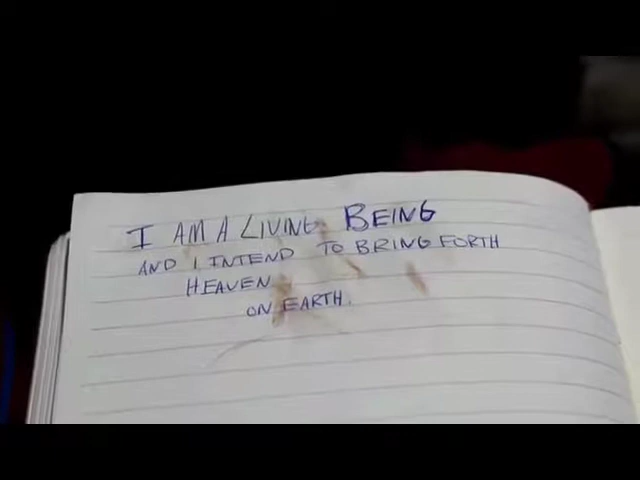 I AM A LIVING BEING
AND I INTEND TO BRING FORTH
HEAVEN
ON EARTH.